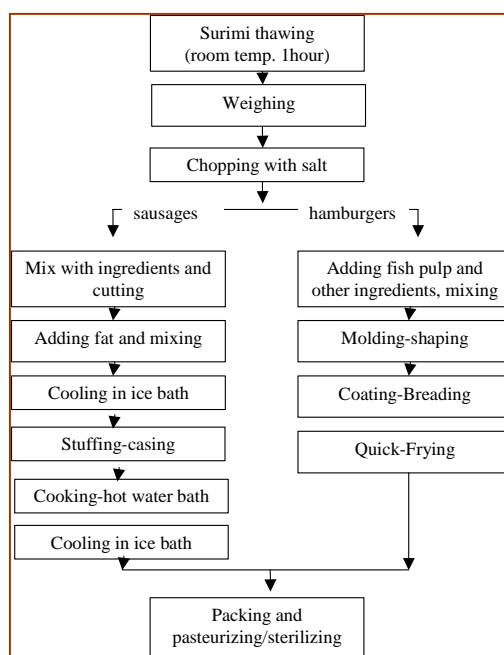 Surimi thawing
(room temp. 1hour)
Weighing
Chopping with salt
sausages
hamburgers
Mix with ingredients and
cutting
Adding fat and mixing
Cooling in ice bath
Stuffing-casing
Cooking-hot water bath
Cooling in ice bath
Adding fish pulp and
other ingredients, mixing
Molding-shaping
Coating-Breading
Quick-Frying
Packing and
pasteurizing/sterilizing